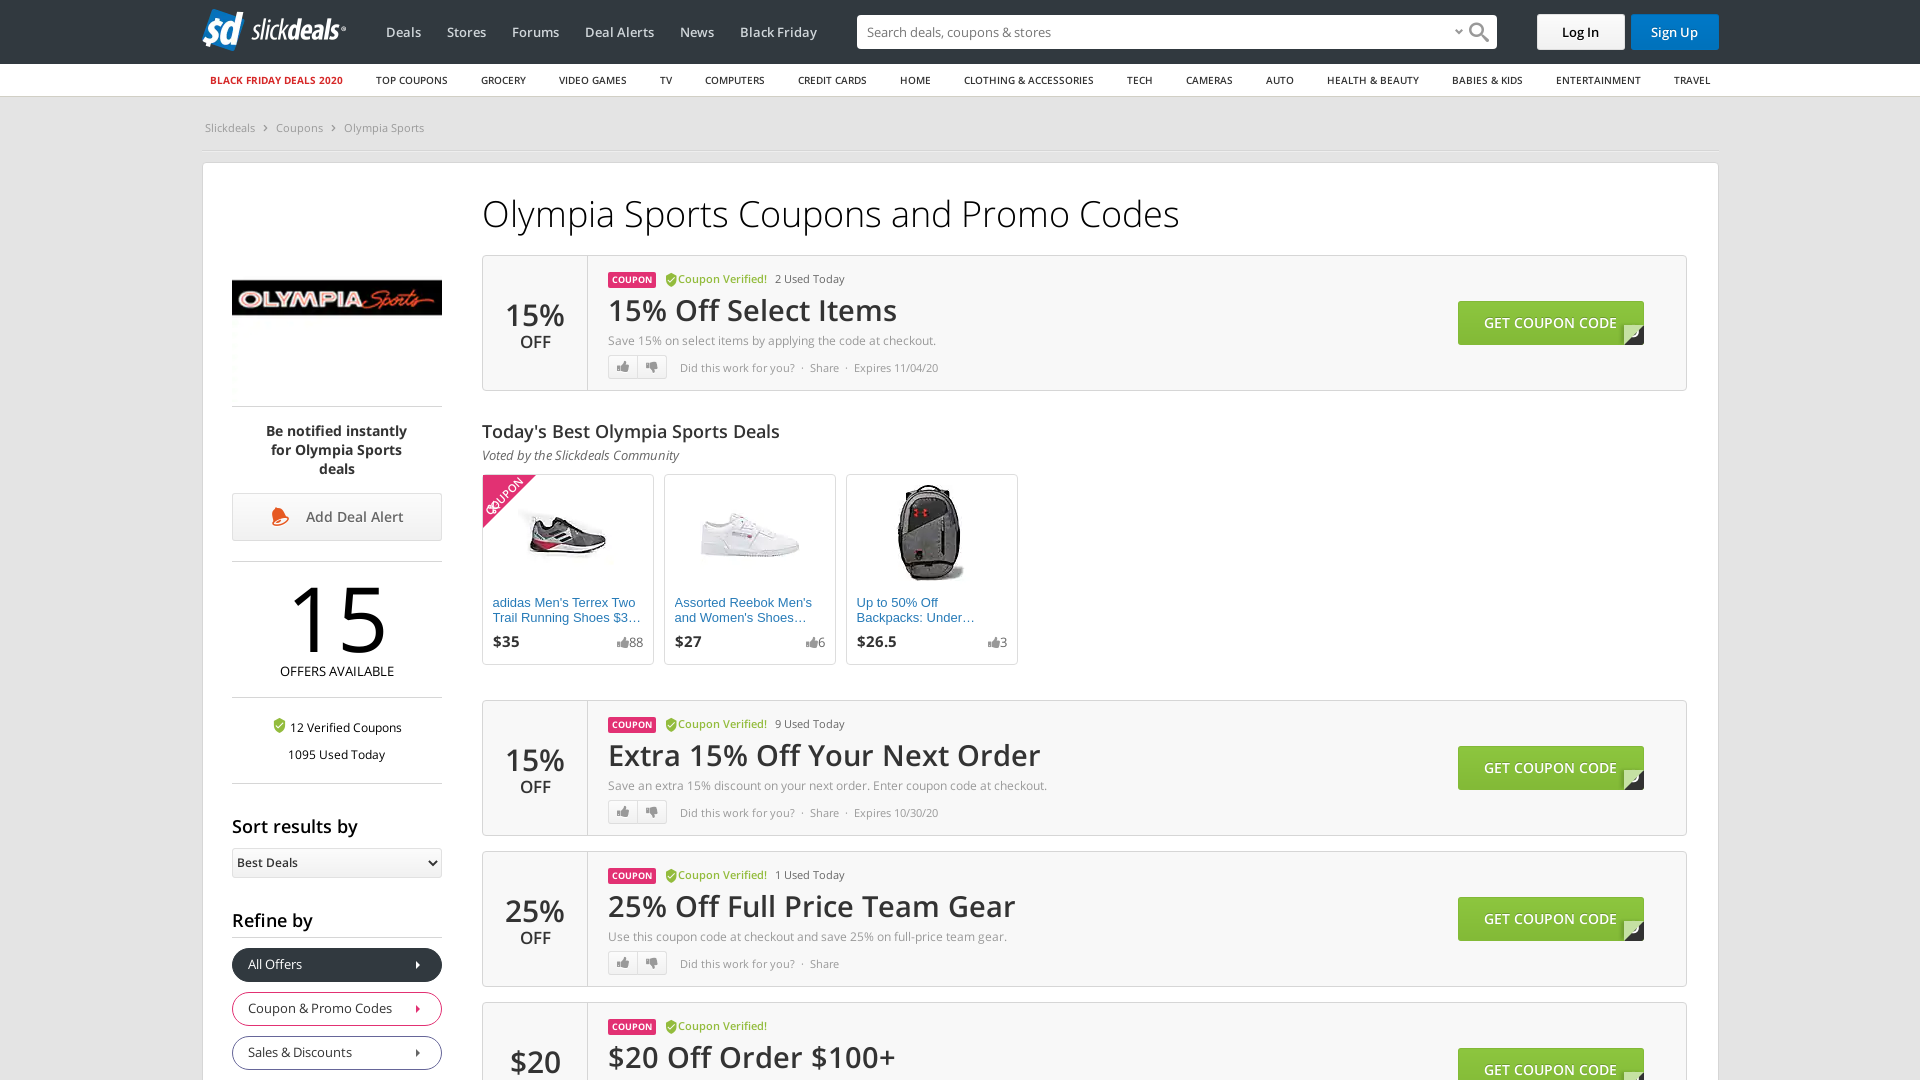 slickdeals
Deals
Stores
Forums
Deal Alerts
News
Black Friday
Search deals, coupons & stores
Log In
Sign Up
BLACK FRIDAY DEALS 2020
TOP COUPONS
GROCERY
VIDEO GAMES
TV
COMPUTERS
CREDIT CARDS
HOME
CLOTHING & ACCESSORIES
TECH
CAMERAS
AUTO
HEALTH & BEAUTY
BABIES & KIDS
ENTERTAINMENT
TRAVEL
Slickdeals
Coupons
Olympia Sports
OLYMPIA Sports
Be notified instantly
for Olympia Sports
deals
Add Deal Alert
15
OFFERS AVAILABLE
12 Verified Coupons
1095 Used Today
Sort results by
Best Deals
Refine by
All Offers
Coupon & Promo Codes
Sales & Discounts
Olympia Sports Coupons and Promo Codes
15%
OFF
COUPON Coupon Verified! 2 Used Today
15% Off Select Items
Save 15% on select items by applying the code at checkout.
Did this work for you? · Share · Expires 11/04/20
GET COUPON CODE
Today's Best Olympia Sports Deals
Voted by the Slickdeals Community
COUPON
adidas Men's Terrex Two
Trail Running Shoes $3…
$35 88
Assorted Reebok Men's
and Women's Shoes…
$27 6
Up to 50% Off
Backpacks: Under…
$26.5 3
15%
OFF
COUPON Coupon Verified! 9 Used Today
Extra 15% Off Your Next Order
Save an extra 15% discount on your next order. Enter coupon code at checkout.
Did this work for you? · Share · Expires 10/30/20
GET COUPON CODE
25%
OFF
COUPON Coupon Verified! 1 Used Today
25% Off Full Price Team Gear
Use this coupon code at checkout and save 25% on full-price team gear.
Did this work for you? · Share
GET COUPON CODE
$20
COUPON Coupon Verified!
$20 Off Order $100+
GET COUPON CODE